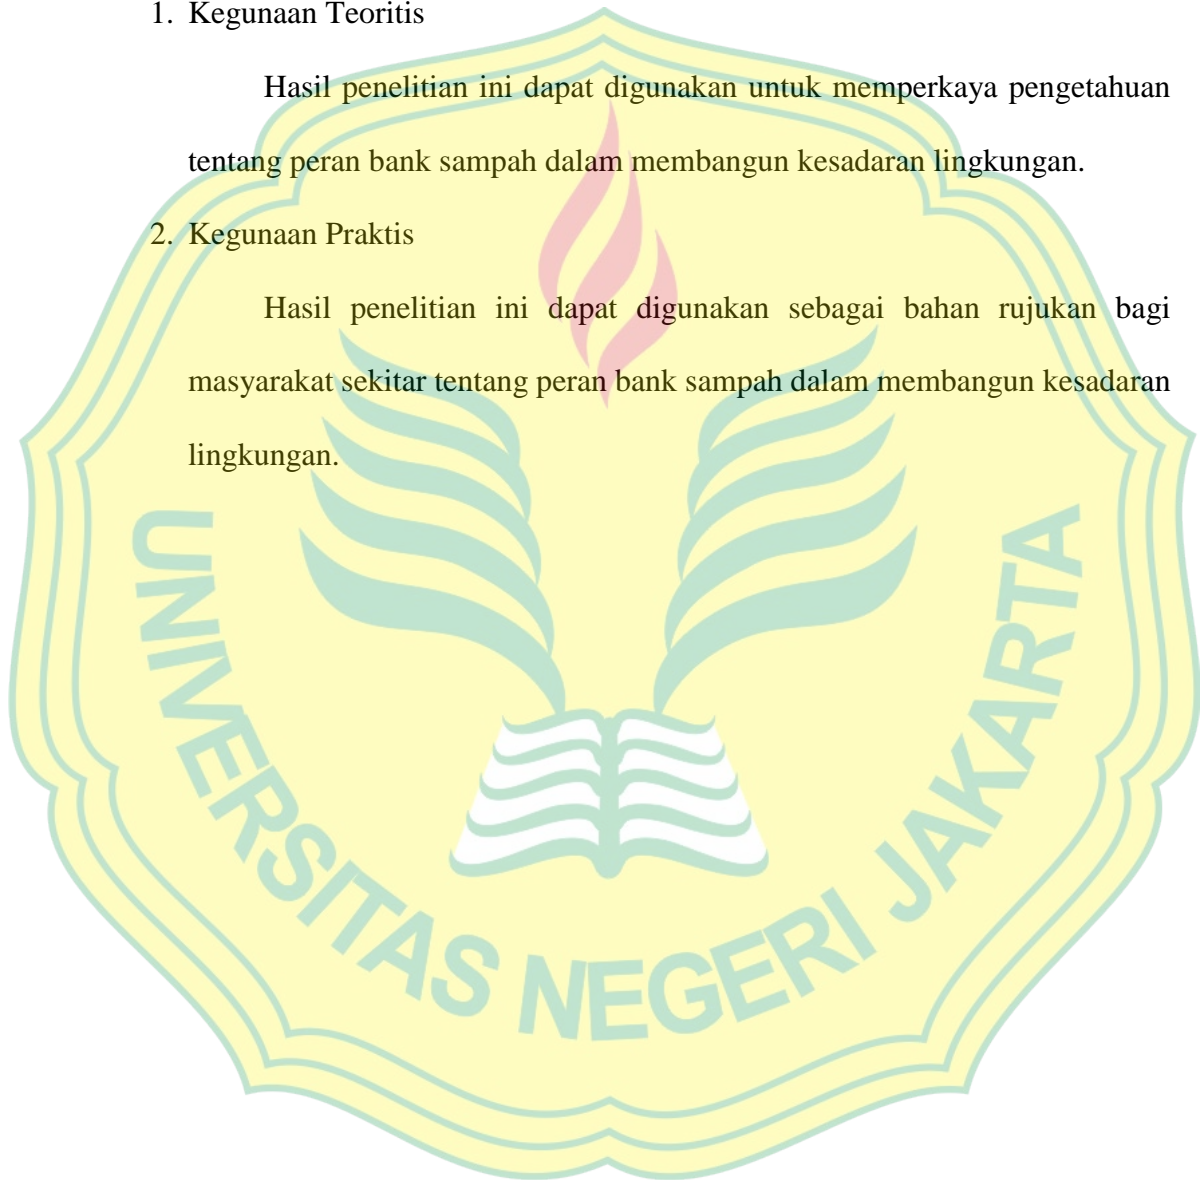 1. Kegunaan Teoritis
Hasil penelitian ini dapat digunakan untuk memperkaya pengetahuan
tentang peran bank sampah dalam membangun kesadaran lingkungan.
2. Kegunaan Praktis
Hasil penelitian ini dapat digunakan sebagai bahan rujukan bagi
masyarakat sekitar tentang peran bank sampah dalam membangun kesadaran
lingkungan.
UNIVERSITAS NEGERI JAKARTA